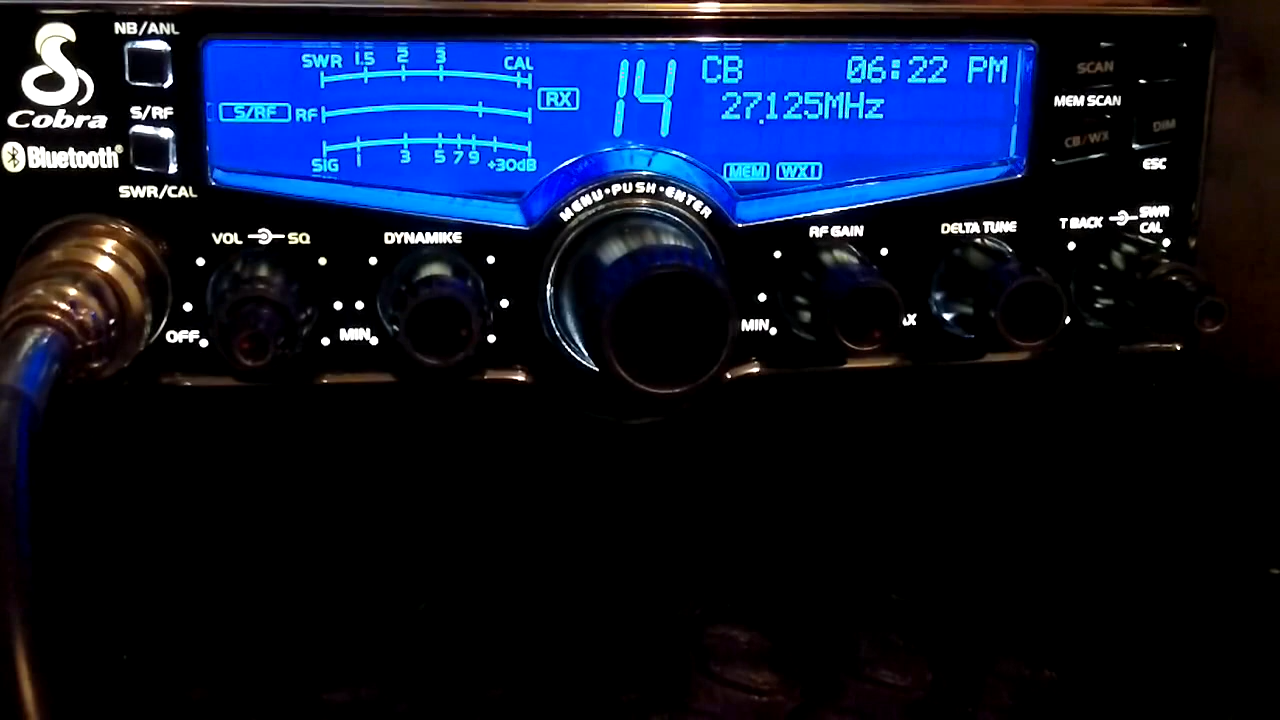 Cobra
Bluetooth®
NB/ANL
S/RF
SWR/CAL
SWR 1.5 2 3 CAL
S/RF RF
SIG 1 3 5 7 9 +30dB
RX
14
CB 06:22 PM
27.125MHz
MEM WX
SCAN
MEM SCAN
CB/WX
DIM
ESC
MENU•PUSH•ENTER
VOL SQ
OFF
DYNAMIKE
MIN
RF GAIN
MIN
DELTA TUNE
T BACK SWR
CAL